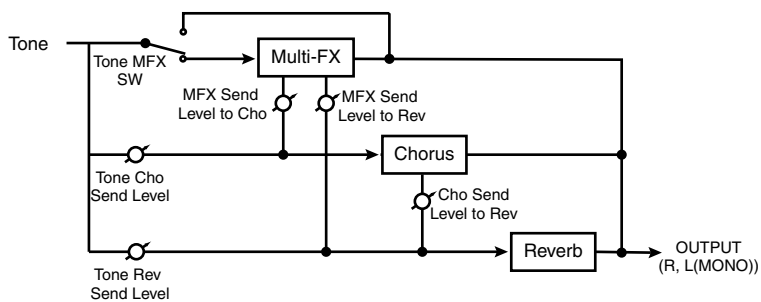 Tone
Tone MFX
SW
Multi-FX
MFX Send
Level to Cho
MFX Send
Level to Rev
Tone Cho
Send Level
Chorus
Cho Send
Level to Rev
Tone Rev
Send Level
Reverb
OUTPUT
(R, L(MONO))